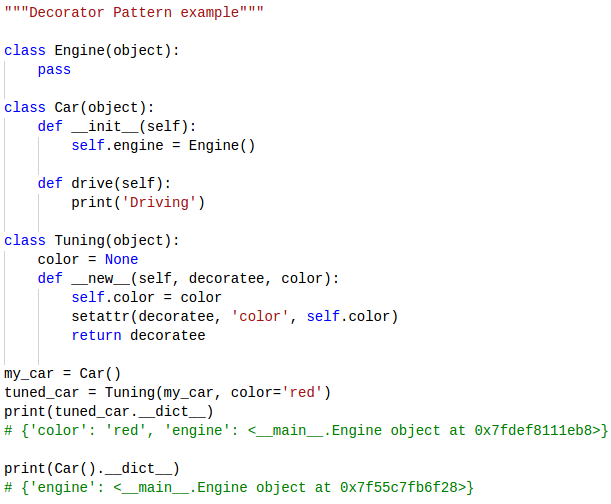 """Decorator Pattern example"""
class Engine(object):
    pass
class Car(object):
    def __init__(self):
        self.engine = Engine()
    def drive(self):
        print('Driving')
class Tuning(object):
    color = None
    def __new__(self, decoratee, color):
        self.color = color
        setattr(decoratee, 'color', self.color)
        return decoratee
my_car = Car()
tuned_car = Tuning(my_car, color='red')
print(tuned_car.__dict__)
# {'color': 'red', 'engine': <__main__.Engine object at 0x7fdef8111eb8>}
print(Car().__dict__)
# {'engine': <__main__.Engine object at 0x7f55c7fb6f28>}